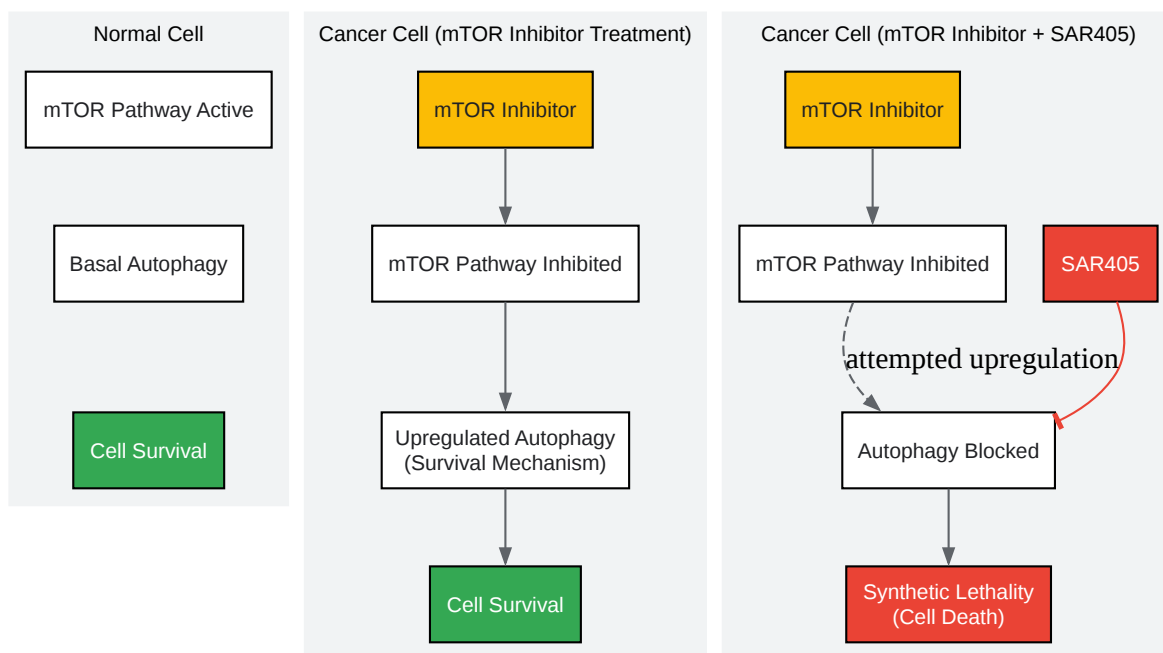 Normal Cell
mTOR Pathway Active
Basal Autophagy
Cell Survival
Cancer Cell (mTOR Inhibitor Treatment)
mTOR Inhibitor
mTOR Pathway Inhibited
Upregulated Autophagy
(Survival Mechanism)
Cell Survival
Cancer Cell (mTOR Inhibitor + SAR405)
mTOR Inhibitor
mTOR Pathway Inhibited
SAR405
attempted upregulation
Autophagy Blocked
Synthetic Lethality
(Cell Death)